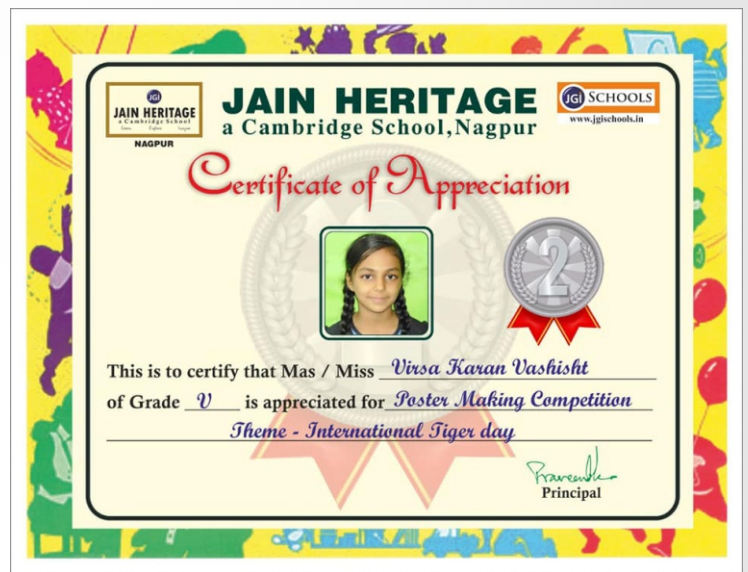 JGI
JAIN HERITAGE
a Cambridge School
NAGPUR
JAIN HERITAGE
a Cambridge School,Nagpur
JGI SCHOOLS
www.jgischools.in
Certificate of Appreciation
2
This is to certify that Mas / Miss Virsa Karan Vashisht
of Grade V is appreciated for Poster Making Competition
Theme - International Tiger day
Principal